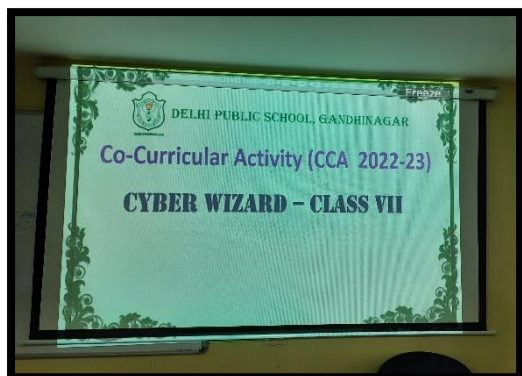 Freeze
DELHI PUBLIC SCHOOL, GANDHINAGAR
Co-Curricular Activity (CCA 2022-23)
CYBER WIZARD – CLASS VII